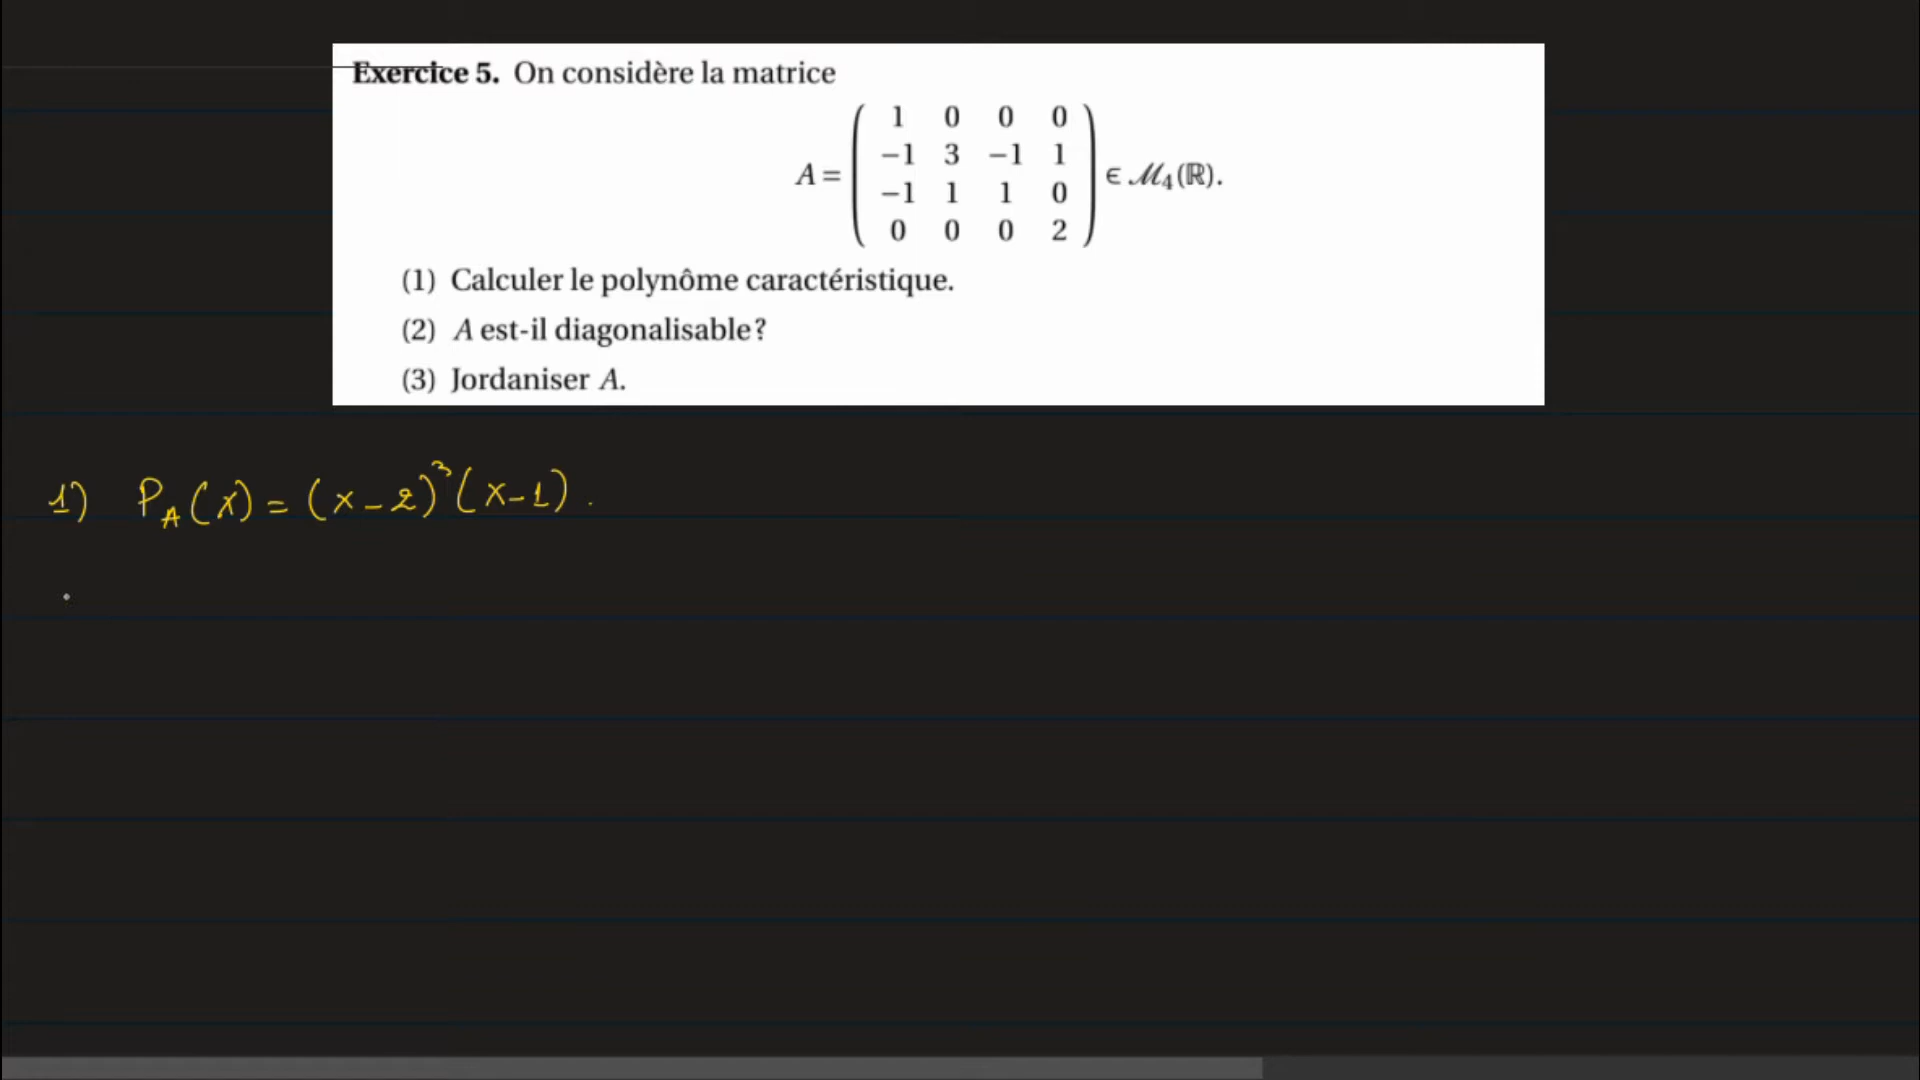 Exercice 5. On considère la matrice
A = ( 1 0 0 0
−1 3 −1 1
−1 1 1 0
0 0 0 2 ) ∈ ℳ₄(ℝ).
(1) Calculer le polynôme caractéristique.
(2) A est-il diagonalisable ?
(3) Jordaniser A.
1) P_A(X) = (X−2)³(X−1).